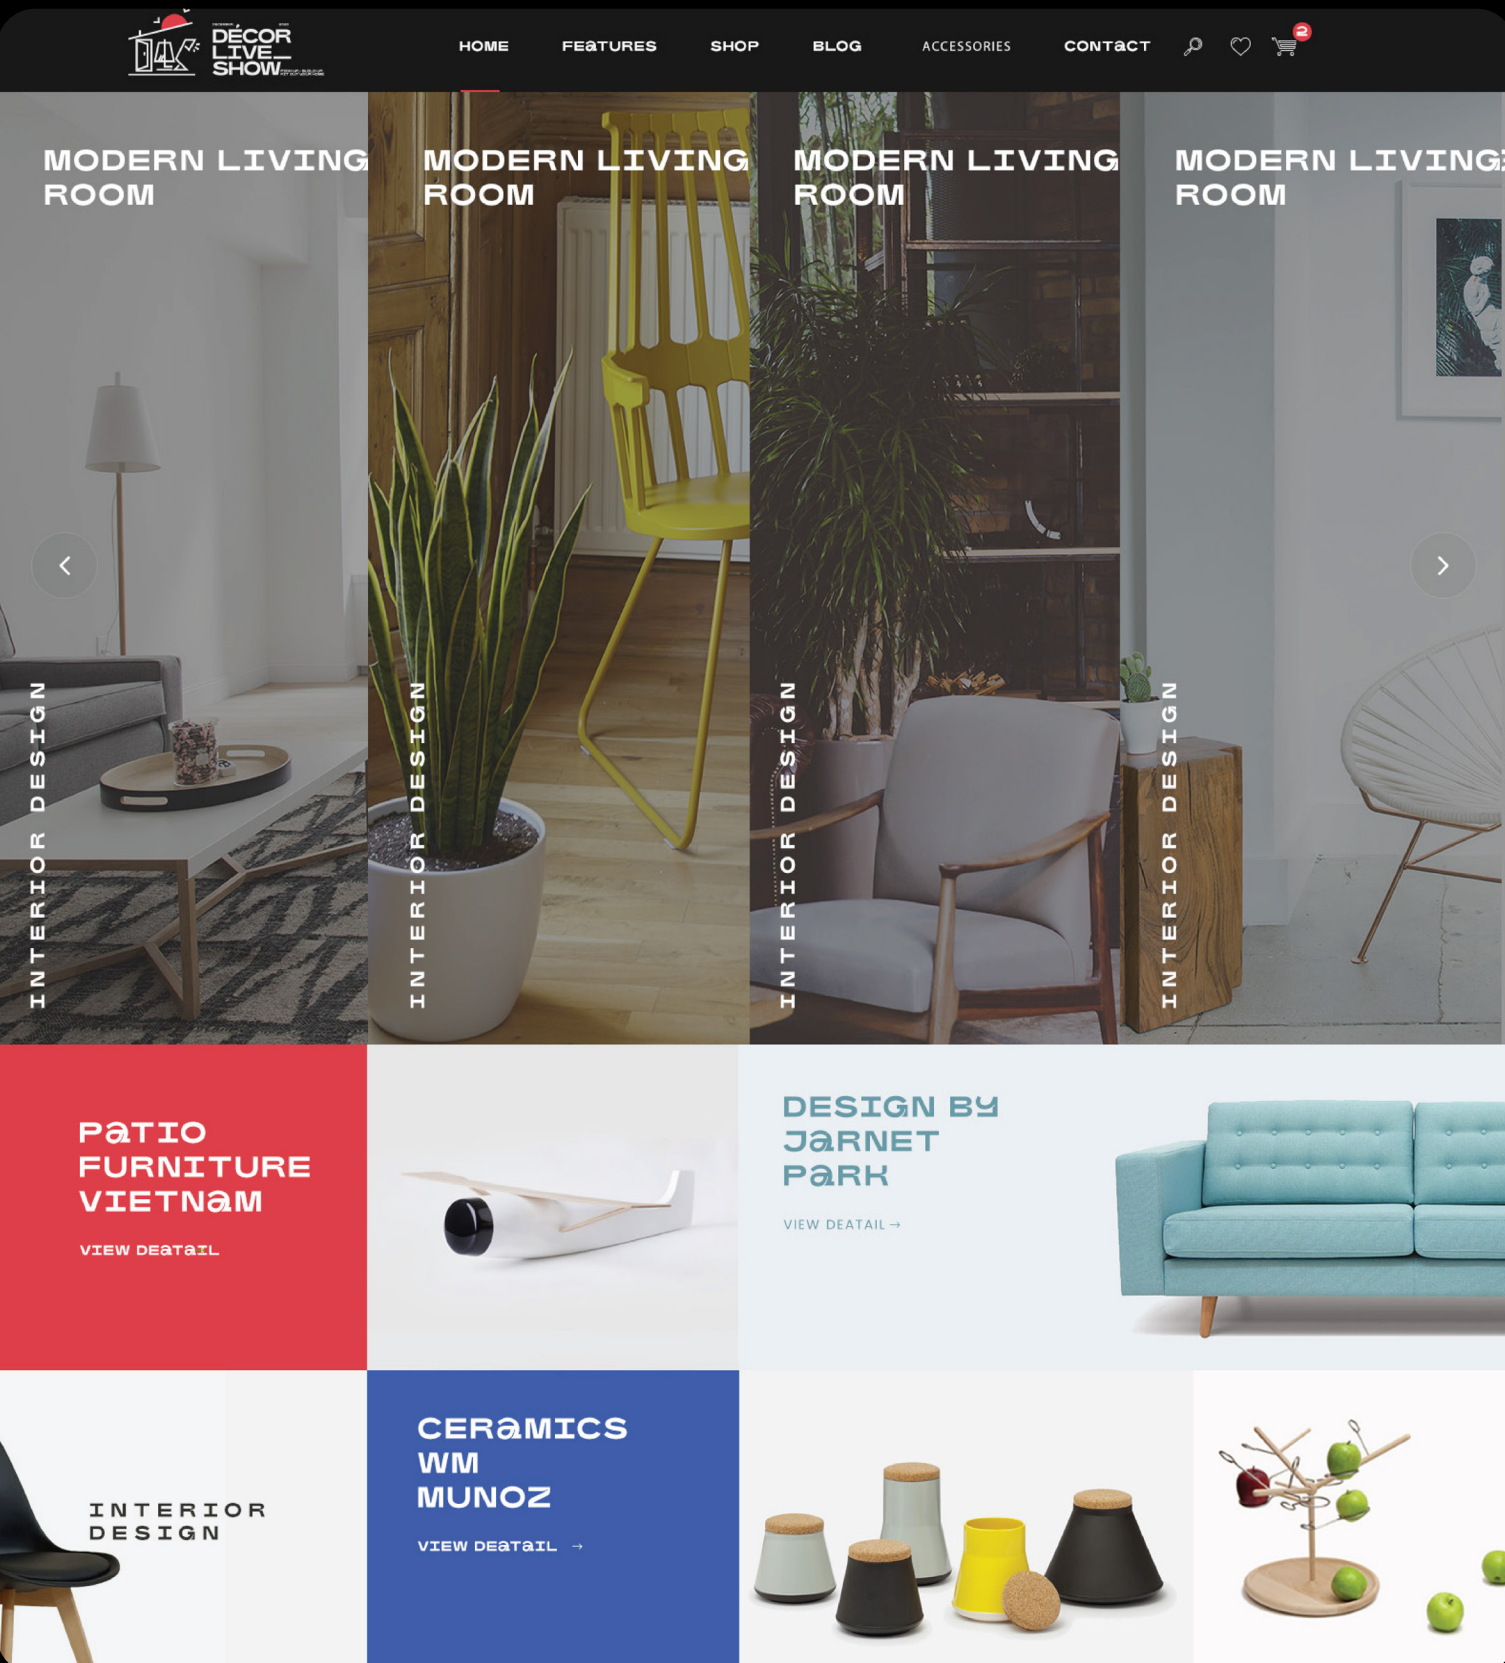 DÉCOR
LIVE_
SHOW
HOME
FEATURES
SHOP
BLOG
ACCESSORIES
CONTACT
2
MODERN LIVING
ROOM
INTERIOR DESIGN
MODERN LIVING
ROOM
INTERIOR DESIGN
MODERN LIVING
ROOM
INTERIOR DESIGN
MODERN LIVING
ROOM
INTERIOR DESIGN
PATIO
FURNITURE
VIETNAM
VIEW DEATAIL
DESIGN BY
JARNET
PARK
VIEW DEATAIL →
INTERIOR
DESIGN
CERAMICS
WM
MUNOZ
VIEW DEATAIL →